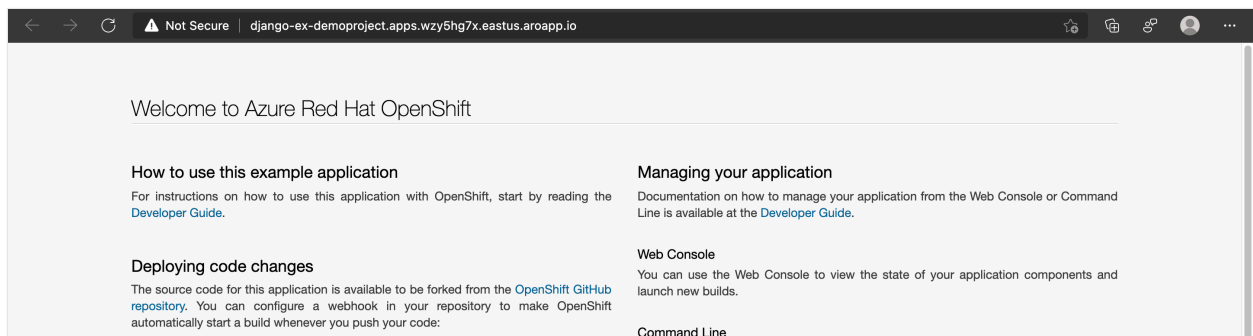 Not Secure django-ex-demoproject.apps.wzy5hg7x.eastus.aroapp.io
Welcome to Azure Red Hat OpenShift
How to use this example application
For instructions on how to use this application with OpenShift, start by reading the
Developer Guide.
Deploying code changes
The source code for this application is available to be forked from the OpenShift GitHub
repository. You can configure a webhook in your repository to make OpenShift
automatically start a build whenever you push your code:
Managing your application
Documentation on how to manage your application from the Web Console or Command
Line is available at the Developer Guide.
Web Console
You can use the Web Console to view the state of your application components and
launch new builds.
Command Line